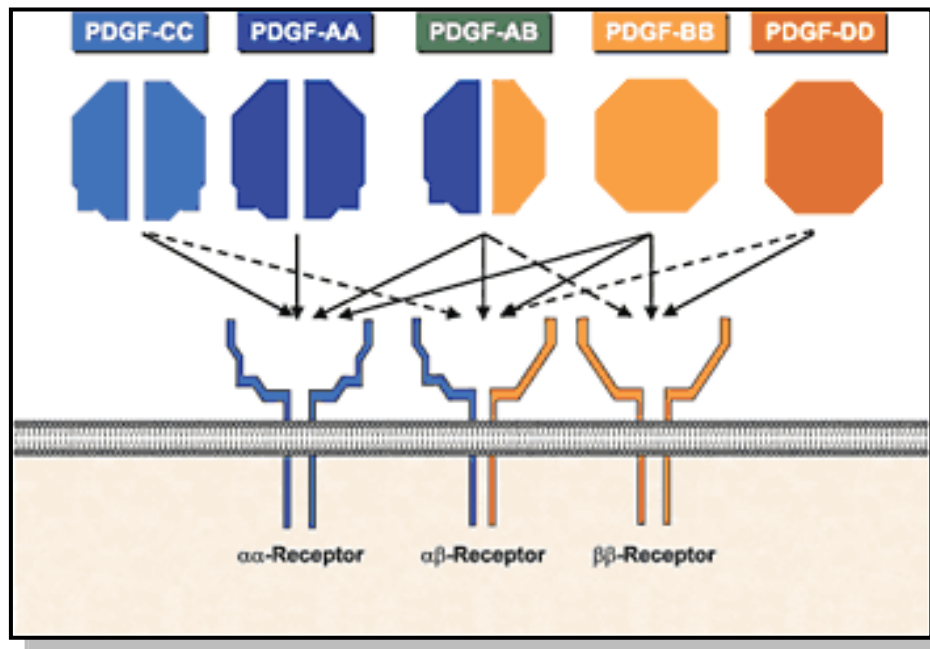 PDGF-CC PDGF-AA PDGF-AB PDGF-BB PDGF-DD
αα-Receptor αβ-Receptor ββ-Receptor